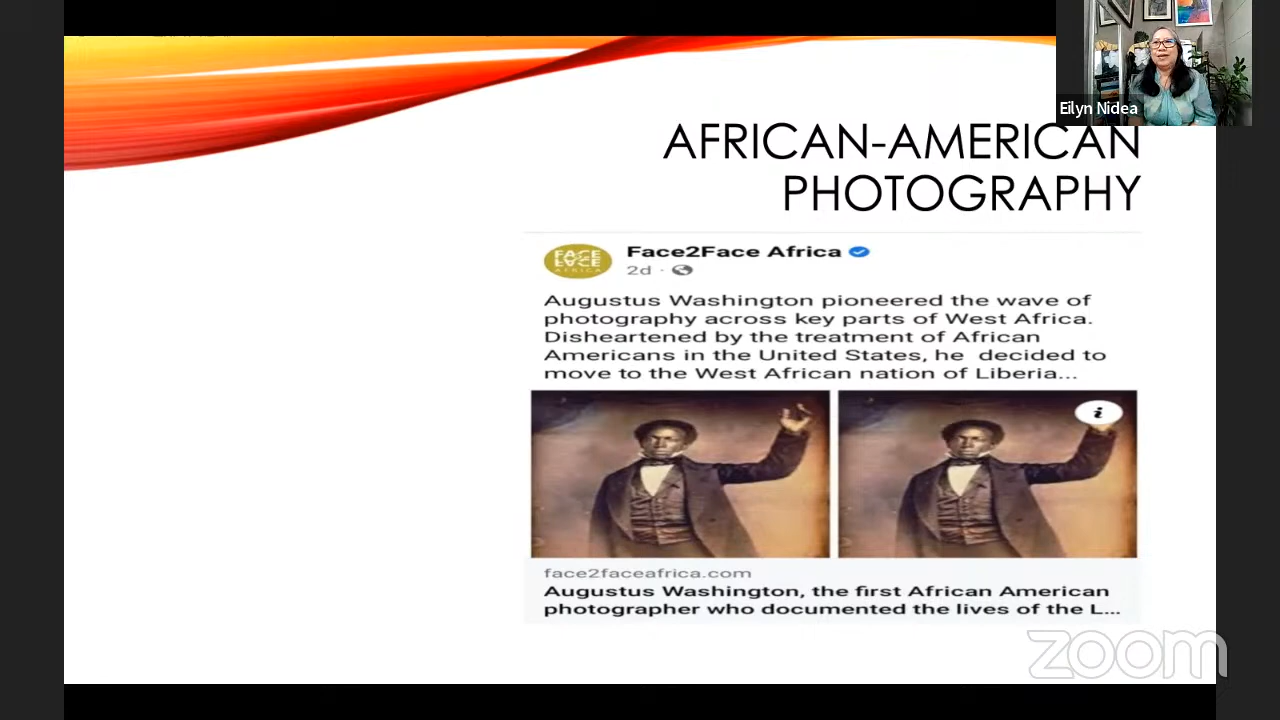 Eilyn Nidea
AFRICAN-AMERICAN
PHOTOGRAPHY
FACE
FACE
AFRICA
Face2Face Africa
2d ·
Augustus Washington pioneered the wave of
photography across key parts of West Africa.
Disheartened by the treatment of African
Americans in the United States, he decided to
move to the West African nation of Liberia...
i
face2faceafrica.com
Augustus Washington, the first African American
photographer who documented the lives of the L...
zoom